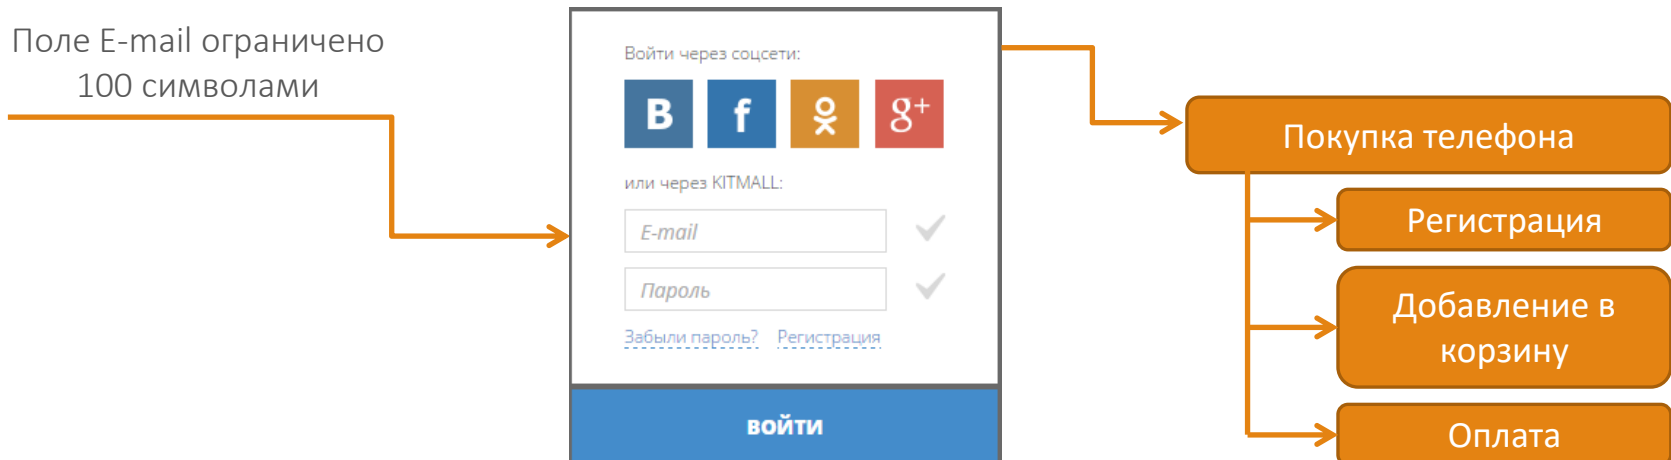 Поле E-mail ограничено
100 символами
Войти через соцсети:
В f g+
или через KITMALL:
E-mail
Пароль
Забыли пароль? Регистрация
ВОЙТИ
Покупка телефона
Регистрация
Добавление в
корзину
Оплата